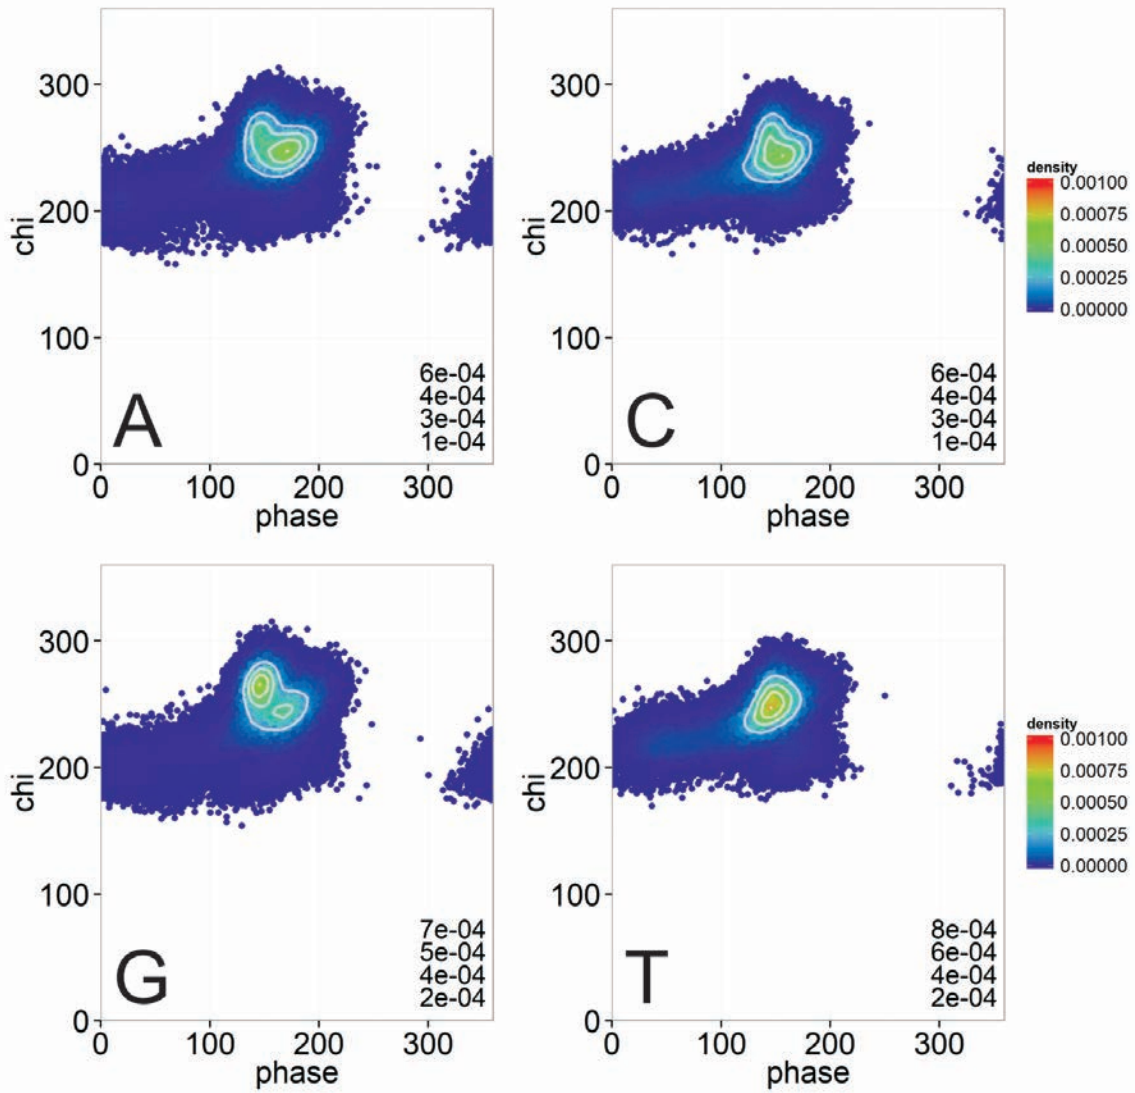 300
200
100
0
chi
6e-04
4e-04
3e-04
1e-04
A
0 100 200 300
phase
300
200
100
0
chi
6e-04
4e-04
3e-04
1e-04
C
0 100 200 300
phase
density
0.00100
0.00075
0.00050
0.00025
0.00000
300
200
100
0
chi
7e-04
5e-04
4e-04
2e-04
G
0 100 200 300
phase
300
200
100
0
chi
8e-04
6e-04
4e-04
2e-04
T
0 100 200 300
phase
density
0.00100
0.00075
0.00050
0.00025
0.00000